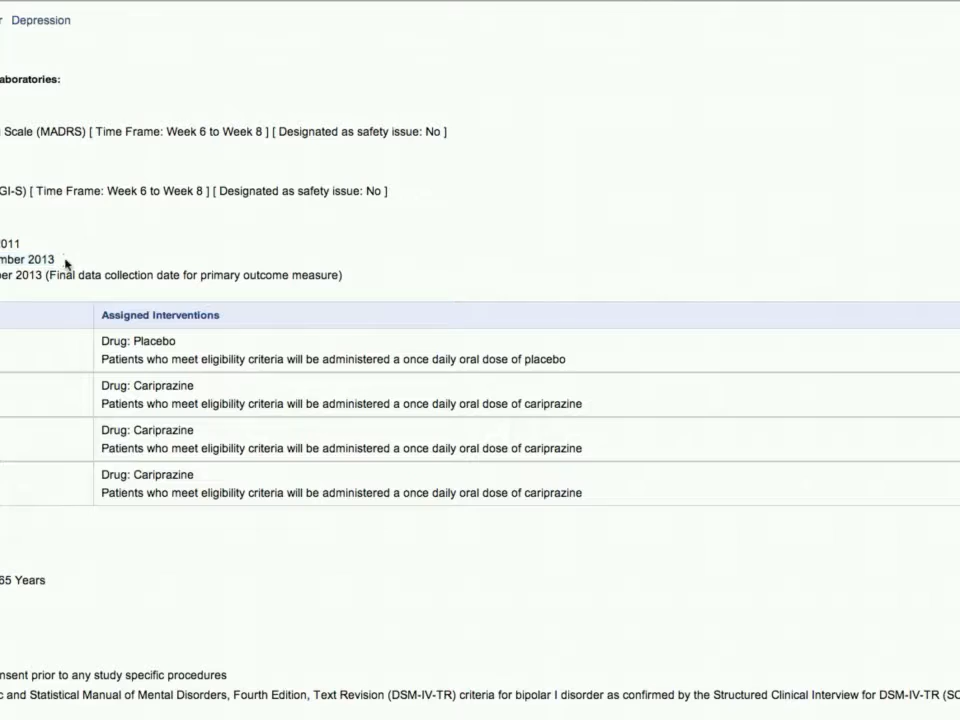 r Depression
aboratories:
Scale (MADRS) [ Time Frame: Week 6 to Week 8 ] [ Designated as safety issue: No ]
GI-S) [ Time Frame: Week 6 to Week 8 ] [ Designated as safety issue: No ]
2011
mber 2013
er 2013 (Final data collection date for primary outcome measure)
Assigned Interventions
Drug: Placebo
Patients who meet eligibility criteria will be administered a once daily oral dose of placebo
Drug: Cariprazine
Patients who meet eligibility criteria will be administered a once daily oral dose of cariprazine
Drug: Cariprazine
Patients who meet eligibility criteria will be administered a once daily oral dose of cariprazine
Drug: Cariprazine
Patients who meet eligibility criteria will be administered a once daily oral dose of cariprazine
65 Years
nsent prior to any study specific procedures
c and Statistical Manual of Mental Disorders, Fourth Edition, Text Revision (DSM-IV-TR) criteria for bipolar I disorder as confirmed by the Structured Clinical Interview for DSM-IV-TR (SC